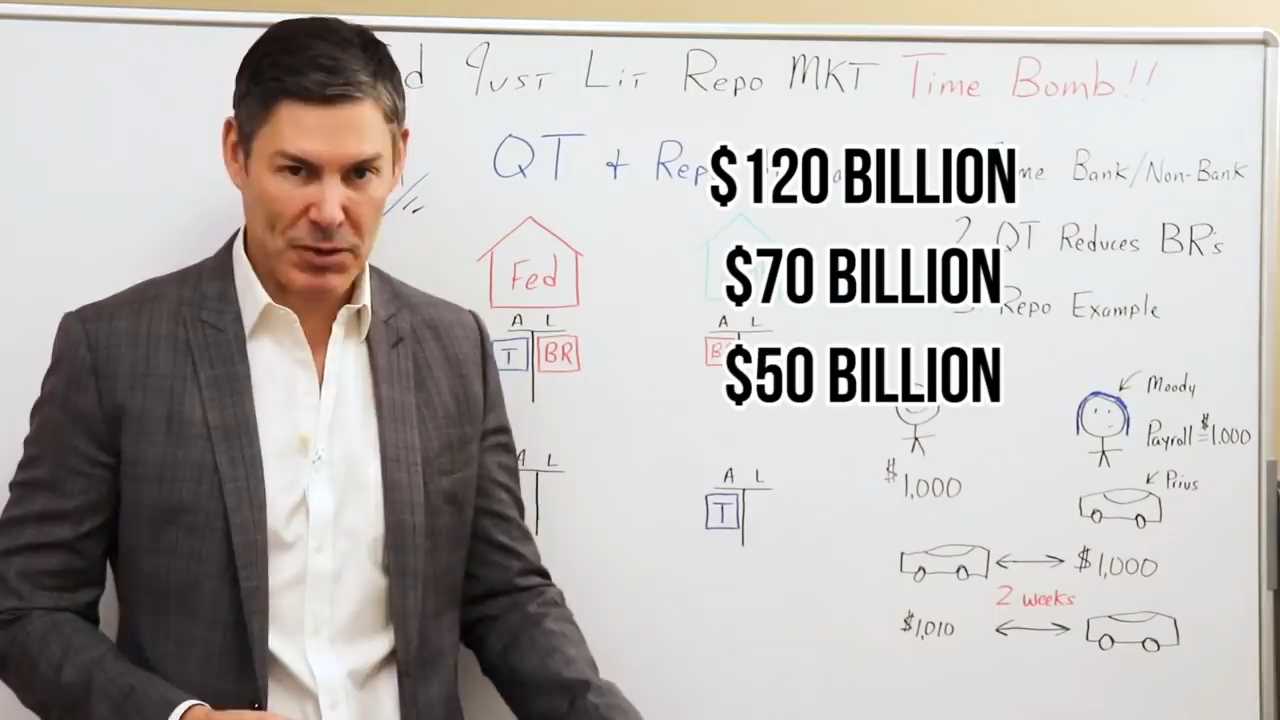 Just Lit Repo MKT Time Bomb!!
QT + Rep
$120 BILLION
$70 BILLION
$50 BILLION
Bank/Non-Bank
2. QT Reduces BR's
Repo Example
Fed
A L
T BR
A L
A L
A L
T
Moody
Payroll $1,000
Prius
$1,000
$1,000
2 weeks
$1,010